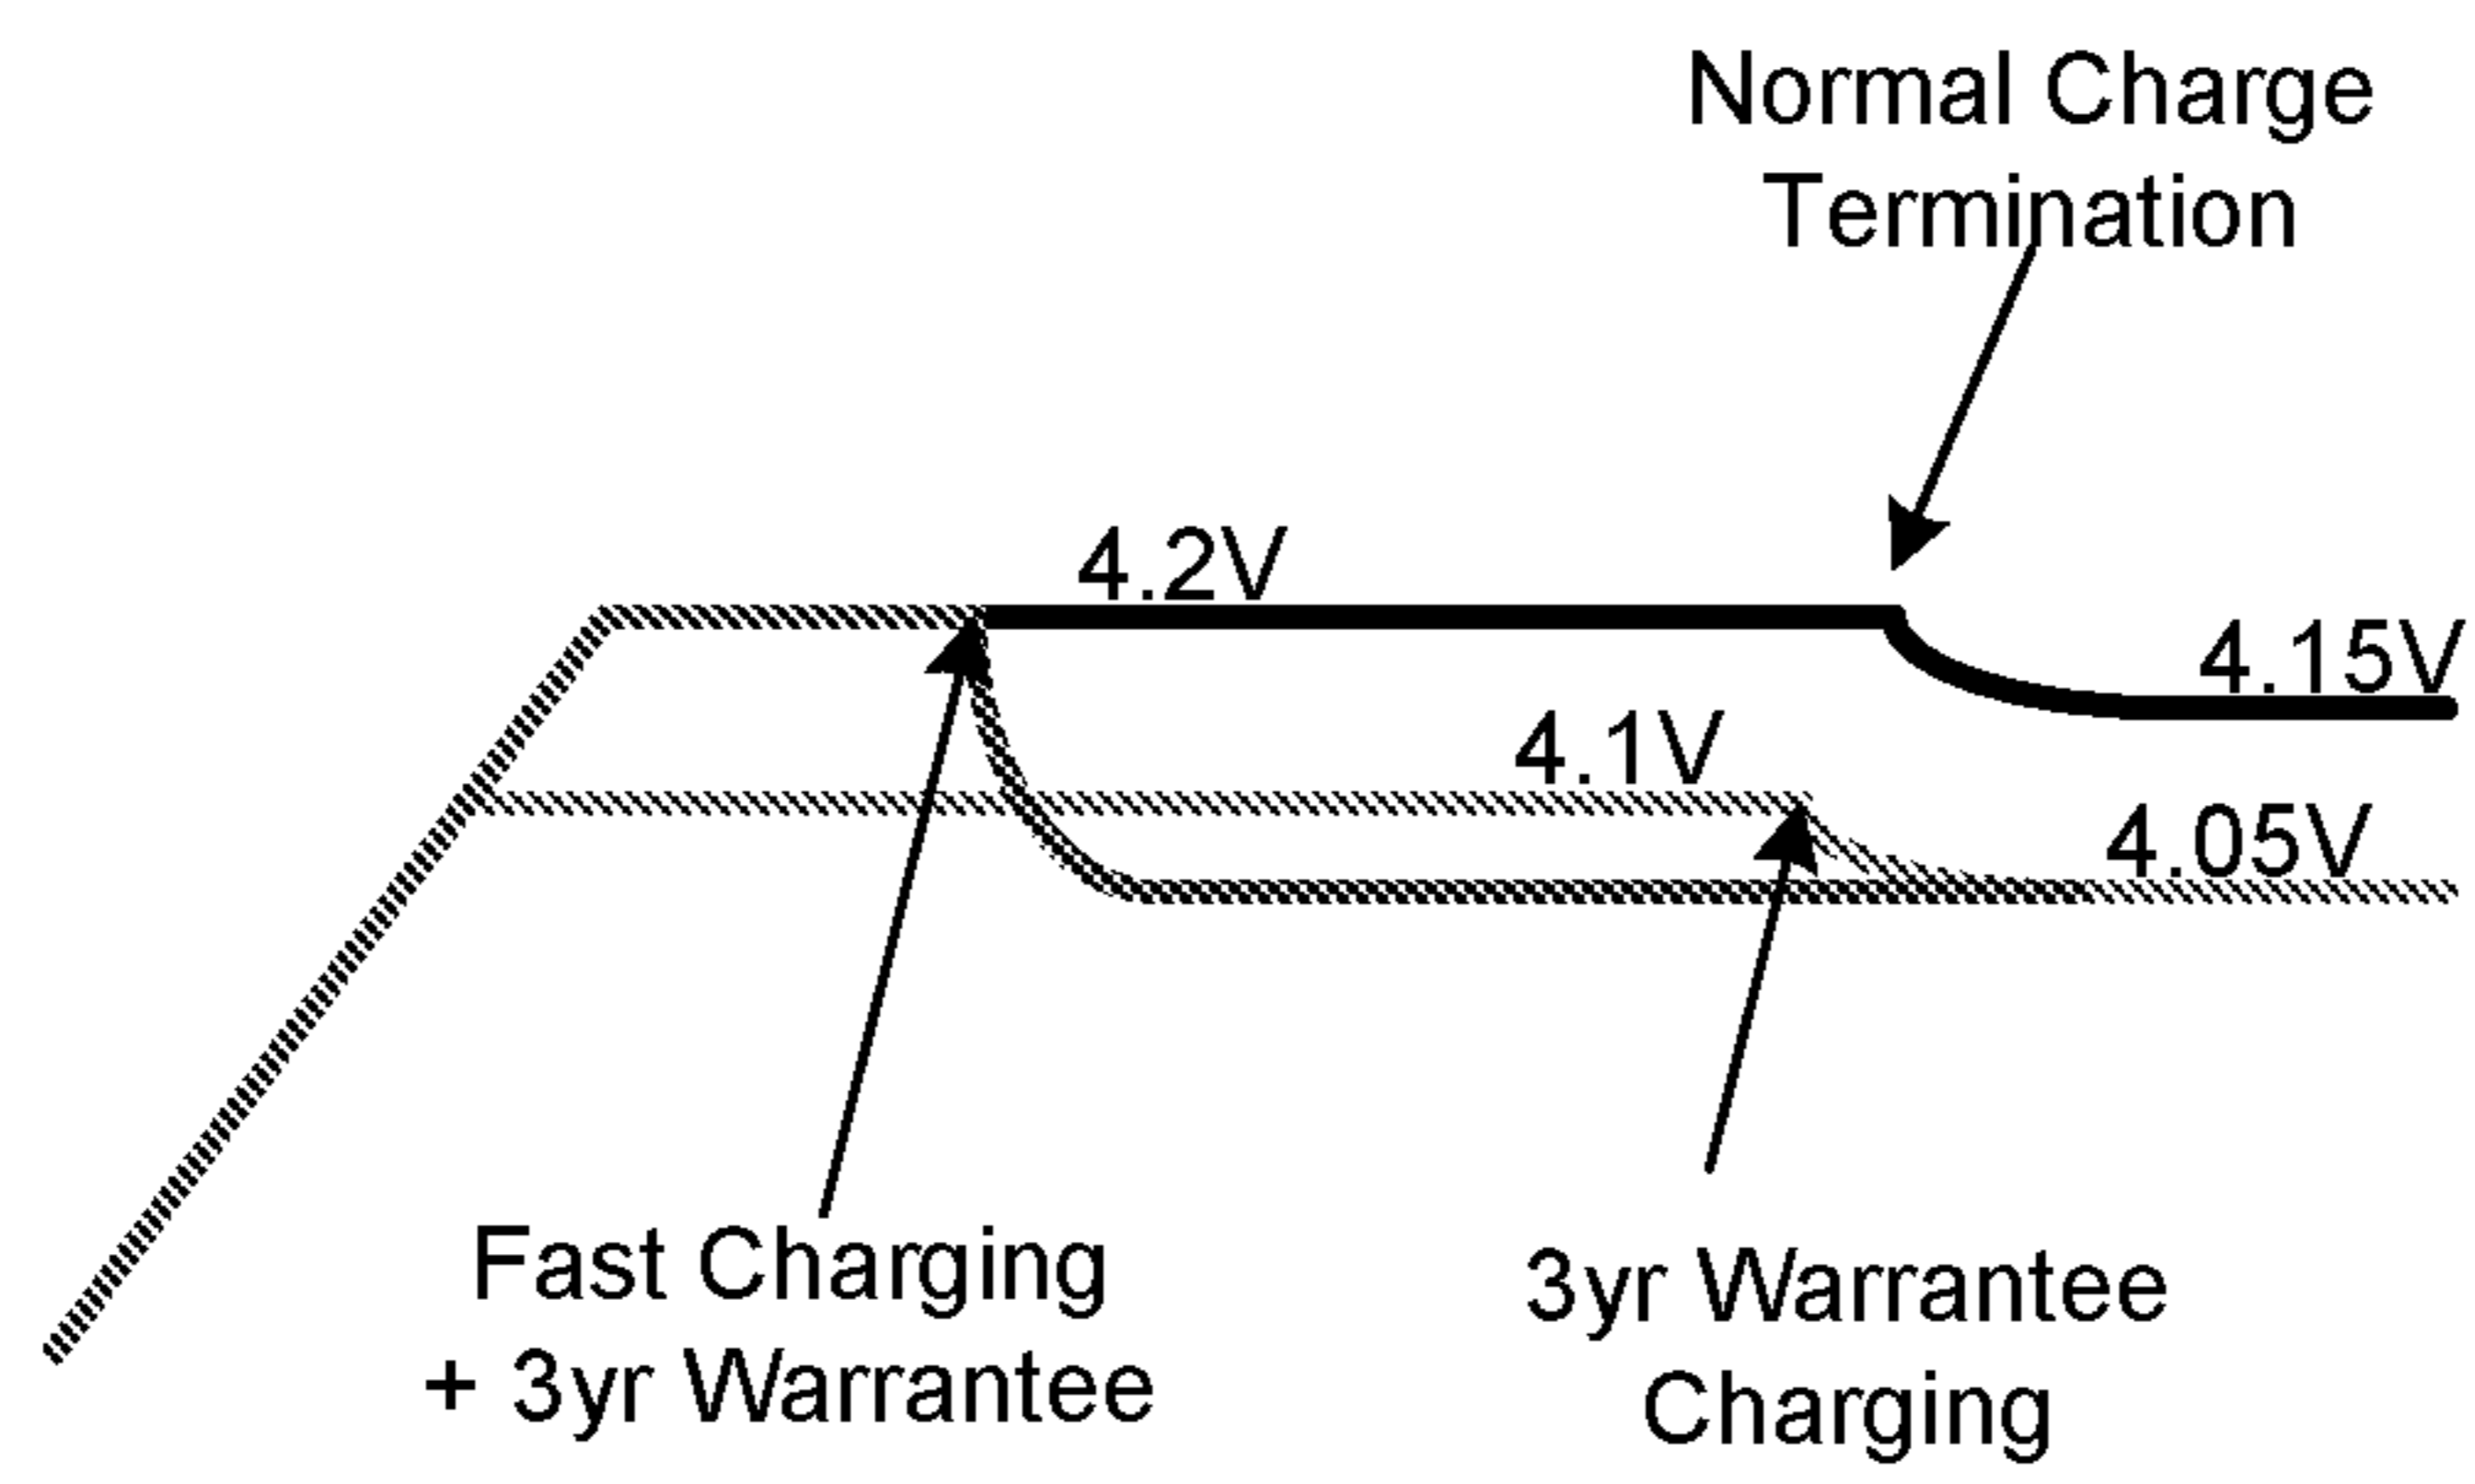 Normal Charge
Termination
4.2V
4.15V
4.1V
4.05V
Fast Charging
+ 3yr Warrantee
3yr Warrantee
Charging